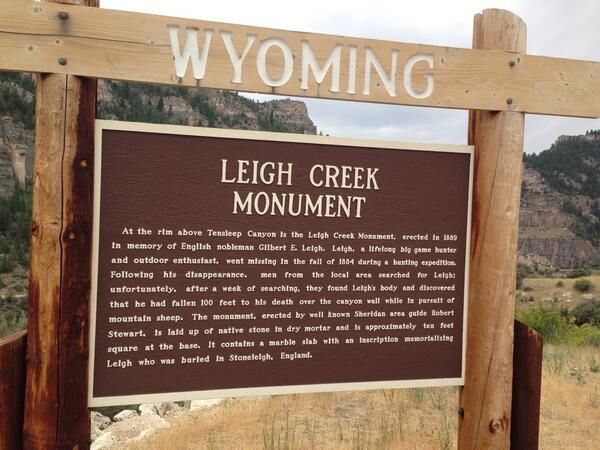 WYOMING
LEIGH CREEK
MONUMENT
At the rim above Tensleep Canyon is the Leigh Creek Monument, erected in 1889
in memory of English nobleman Gilbert E. Leigh. Leigh, a lifelong big game hunter
and outdoor enthusiast, went missing in the fall of 1884 during a hunting expedition.
Following his disappearance, men from the local area searched for Leigh;
unfortunately, after a week of searching, they found Leigh's body and discovered
that he had fallen 100 feet to his death over the canyon wall while in pursuit of
mountain sheep. The monument, erected by well known Sheridan area guide Robert
Stewart, is laid up of native stone in dry mortar and is approximately ten feet
square at the base. It contains a marble slab with an inscription memorializing
Leigh who was buried in Stoneleigh, England.